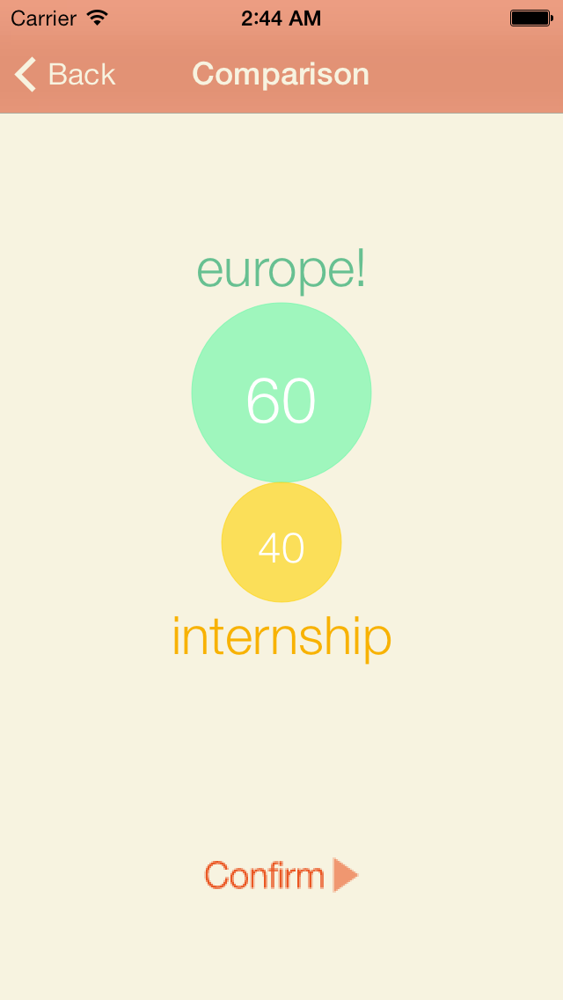 Carrier 2:44 AM
Back Comparison
europe!
60
40
internship
Confirm